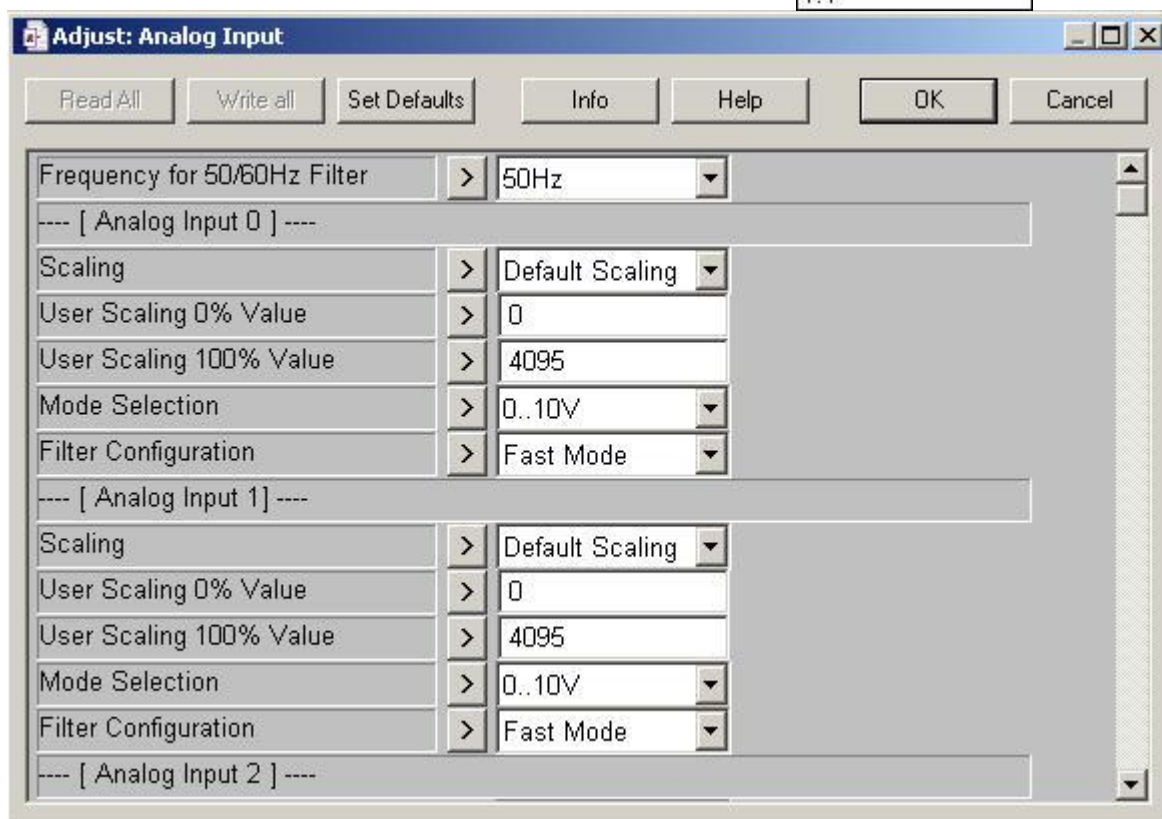 Adjust: Analog Input
Read All Write all Set Defaults Info Help OK Cancel
Frequency for 50/60Hz Filter > 50Hz
---- [ Analog Input 0 ] ----
Scaling > Default Scaling
User Scaling 0% Value > 0
User Scaling 100% Value > 4095
Mode Selection > 0..10V
Filter Configuration > Fast Mode
---- [ Analog Input 1] ----
Scaling > Default Scaling
User Scaling 0% Value > 0
User Scaling 100% Value > 4095
Mode Selection > 0..10V
Filter Configuration > Fast Mode
---- [ Analog Input 2 ] ----